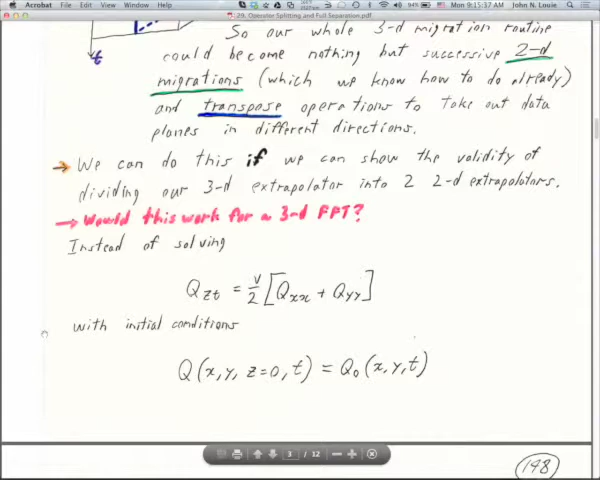 Acrobat File Edit View Window Help
Mon 9:15:37 AM John N. Louie
29. Operator Splitting and Full Separation.pdf
t
So our whole 3-d migration routine
could become nothing but successive 2-d
migrations (which we know how to do already)
and transpose operations to take out data
planes in different directions.
→ We can do this if we can show the validity of
dividing our 3-d extrapolator into 2 2-d extrapolators.
→ Would this work for a 3-d FFT?
Instead of solving
Q_zt = v/2 [Q_xx + Q_yy]
with initial conditions
Q(x, y, z=0, t) = Q_0(x, y, t)
3 / 12
198